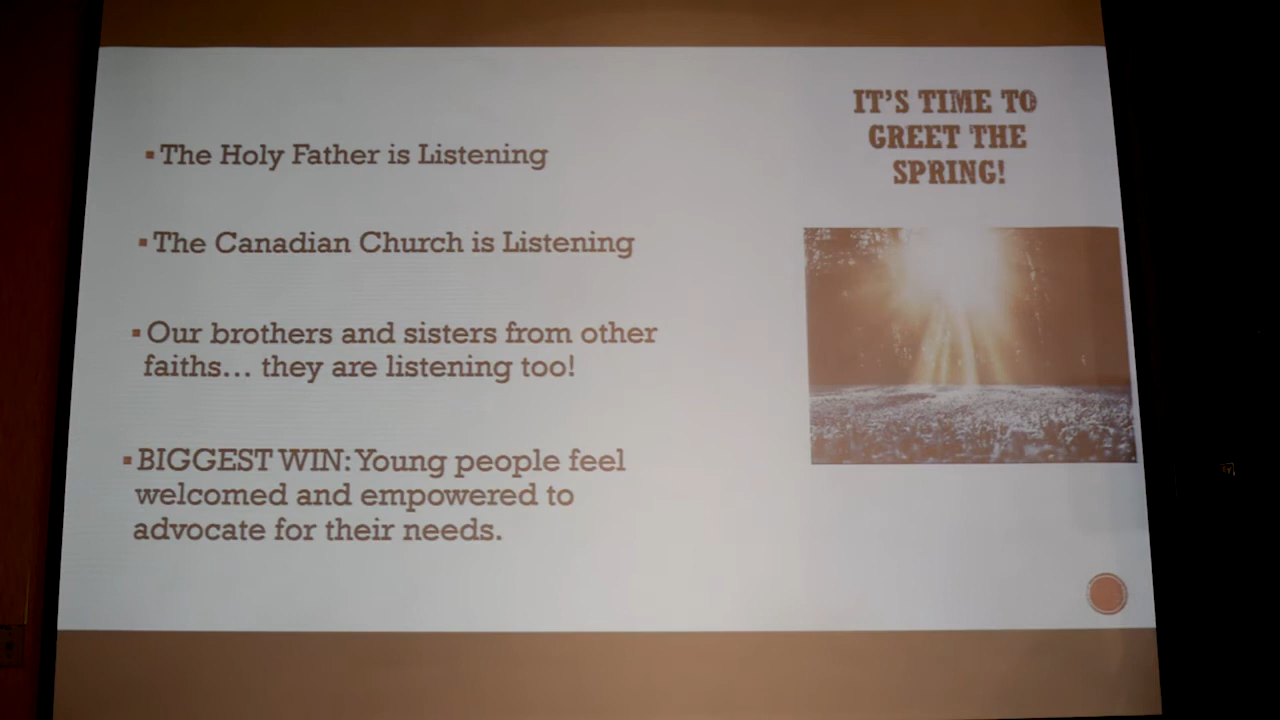 IT'S TIME TO
GREET THE
SPRING!
▪The Holy Father is Listening
▪The Canadian Church is Listening
▪Our brothers and sisters from other
faiths... they are listening too!
▪BIGGEST WIN: Young people feel
welcomed and empowered to
advocate for their needs.